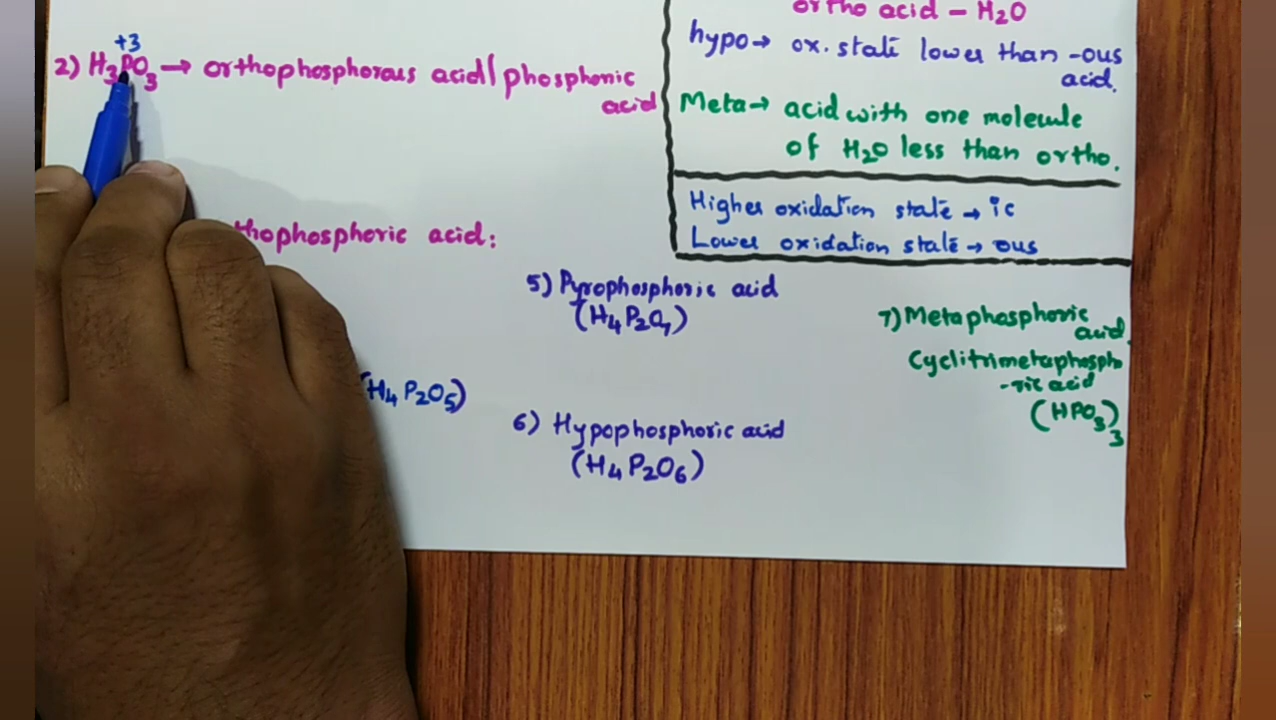 ortho acid – H2O
hypo→ ox. state lower than -ous
acid.
Meta→ acid with one molecule
of H2O less than ortho.
Higher oxidation state → ic
Lower oxidation state → ous
+3
2) H3PO3 → orthophosphorous acid/phosphonic
acid
thophosphoric acid:
(H4P2O5)
5) Pyrophosphoric acid
(H4P2O7)
6) Hypophosphoric acid
(H4P2O6)
7) Metaphosphoric
acid.
Cyclitrimetaphospho
-ric acid
(HPO3)3